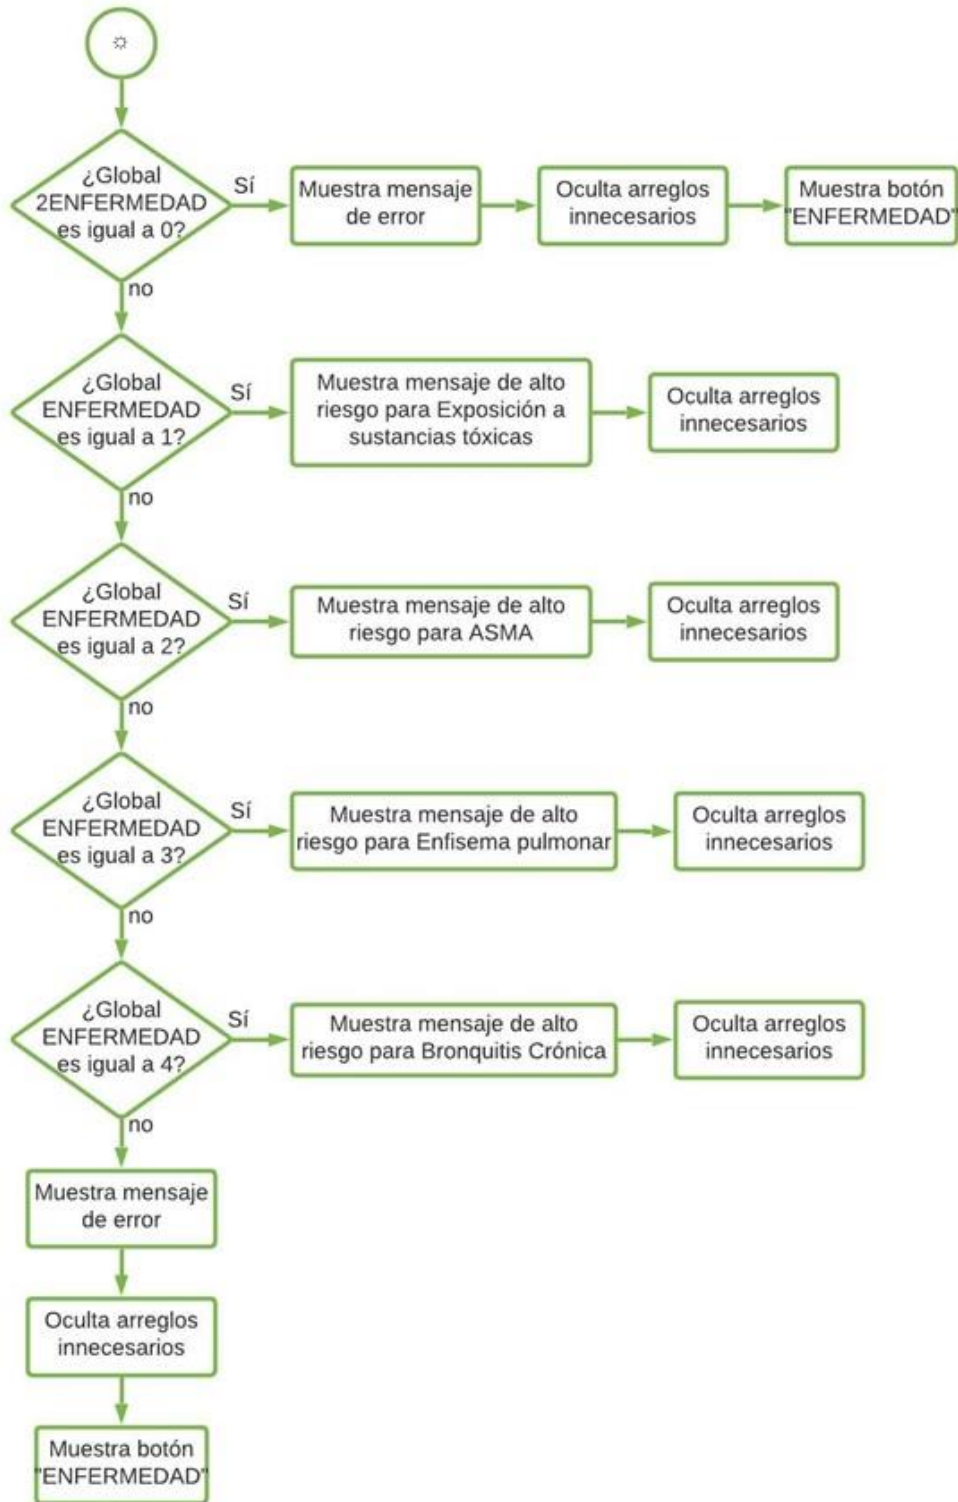 ☼
¿Global
2ENFERMEDAD
es igual a 0?
Sí
Muestra mensaje
de error
Oculta arreglos
innecesarios
Muestra botón
"ENFERMEDAD"
no
¿Global
ENFERMEDAD
es igual a 1?
Sí
Muestra mensaje de alto
riesgo para Exposición a
sustancias tóxicas
Oculta arreglos
innecesarios
no
¿Global
ENFERMEDAD
es igual a 2?
Sí
Muestra mensaje de alto
riesgo para ASMA
Oculta arreglos
innecesarios
no
¿Global
ENFERMEDAD
es igual a 3?
Sí
Muestra mensaje de alto
riesgo para Enfisema pulmonar
Oculta arreglos
innecesarios
no
¿Global
ENFERMEDAD
es igual a 4?
Sí
Muestra mensaje de alto
riesgo para Bronquitis Crónica
Oculta arreglos
innecesarios
no
Muestra mensaje
de error
Oculta arreglos
innecesarios
Muestra botón
"ENFERMEDAD"